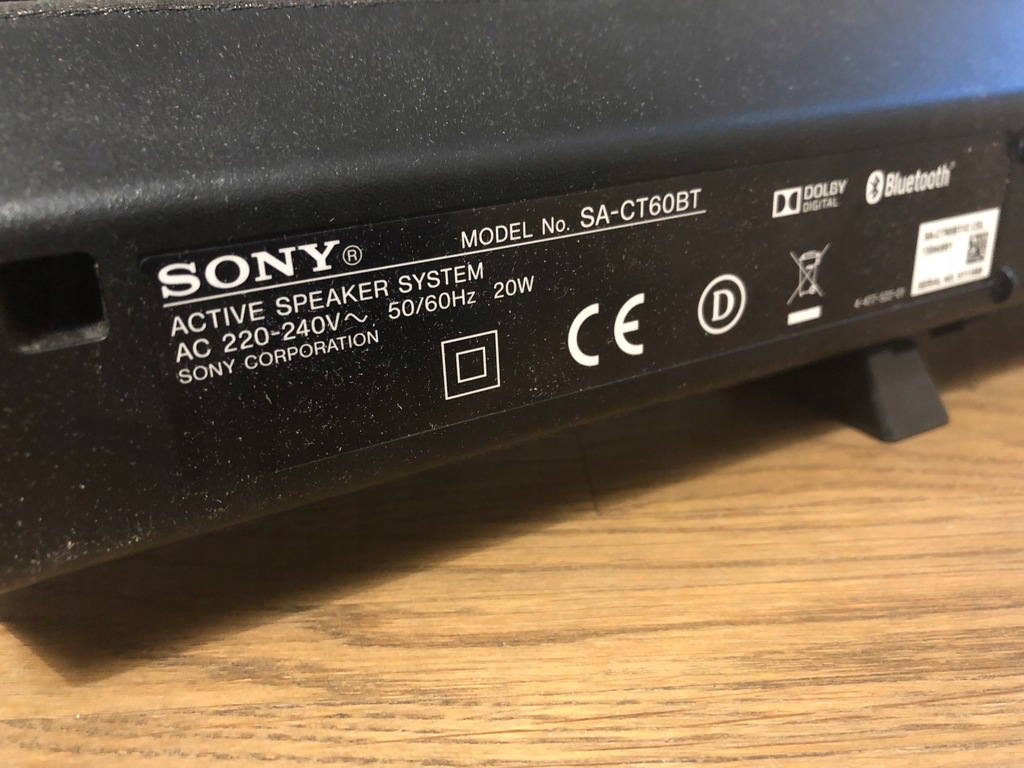 SONY®
MODEL No. SA-CT60BT
ACTIVE SPEAKER SYSTEM
AC 220-240V～ 50/60Hz 20W
SONY CORPORATION
CE
D
DOLBY
DIGITAL
Bluetooth®